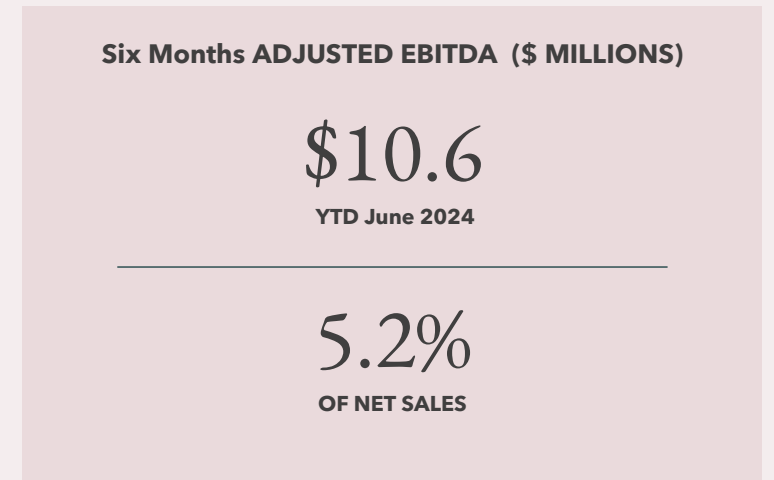 Six Months ADJUSTED EBITDA ($ MILLIONS)
$10.6
YTD June 2024
5.2%
OF NET SALES